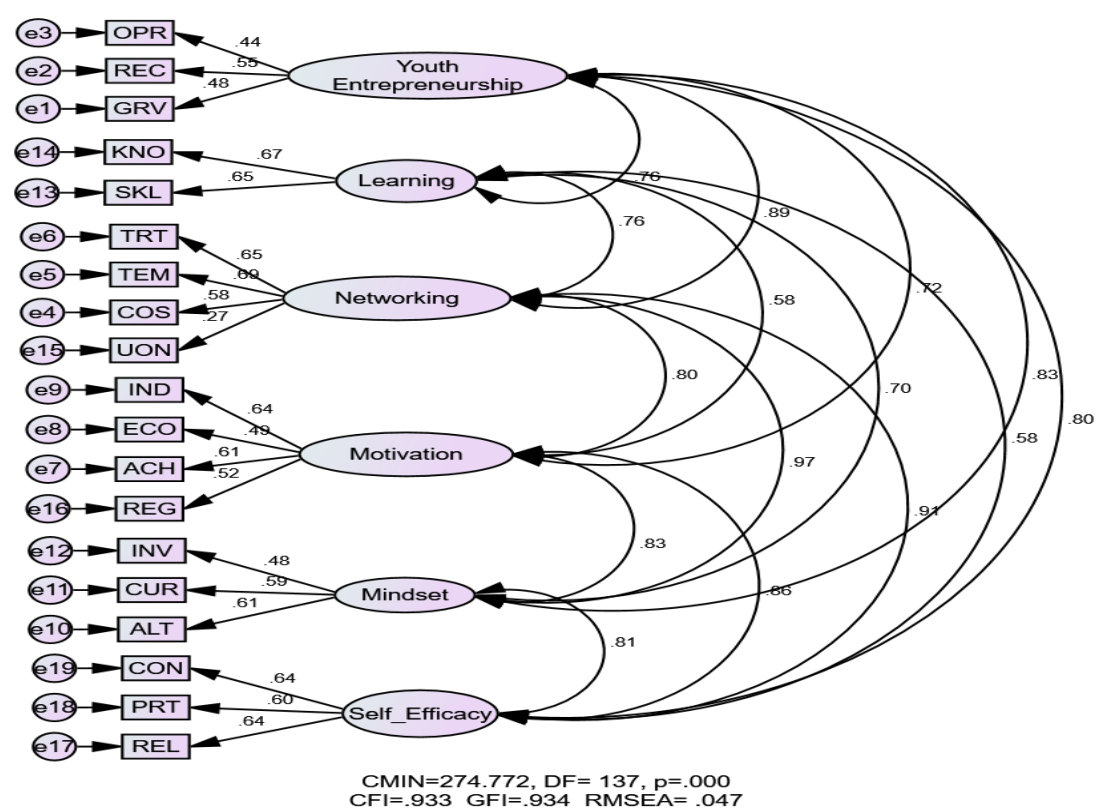 e3 OPR .44
e2 REC .55
e1 GRV .48
Youth
Entrepreneurship
e14 KNO .67
e13 SKL .65
Learning
.76
.76
.89
e6 TRT .65
e5 TEM .69
e4 COS .58
e15 UON .27
Networking
.58
.72
.80
.70
.83
.80
.58
e9 IND .64
e8 ECO .49
e7 ACH .61
e16 REG .52
Motivation
.97
.91
.83
.86
e12 INV .48
e11 CUR .59
e10 ALT .61
Mindset
.81
e19 CON .64
e18 PRT .60
e17 REL .64
Self_Efficacy
CMIN=274.772, DF= 137, p=.000
CFI=.933 GFI=.934 RMSEA= .047